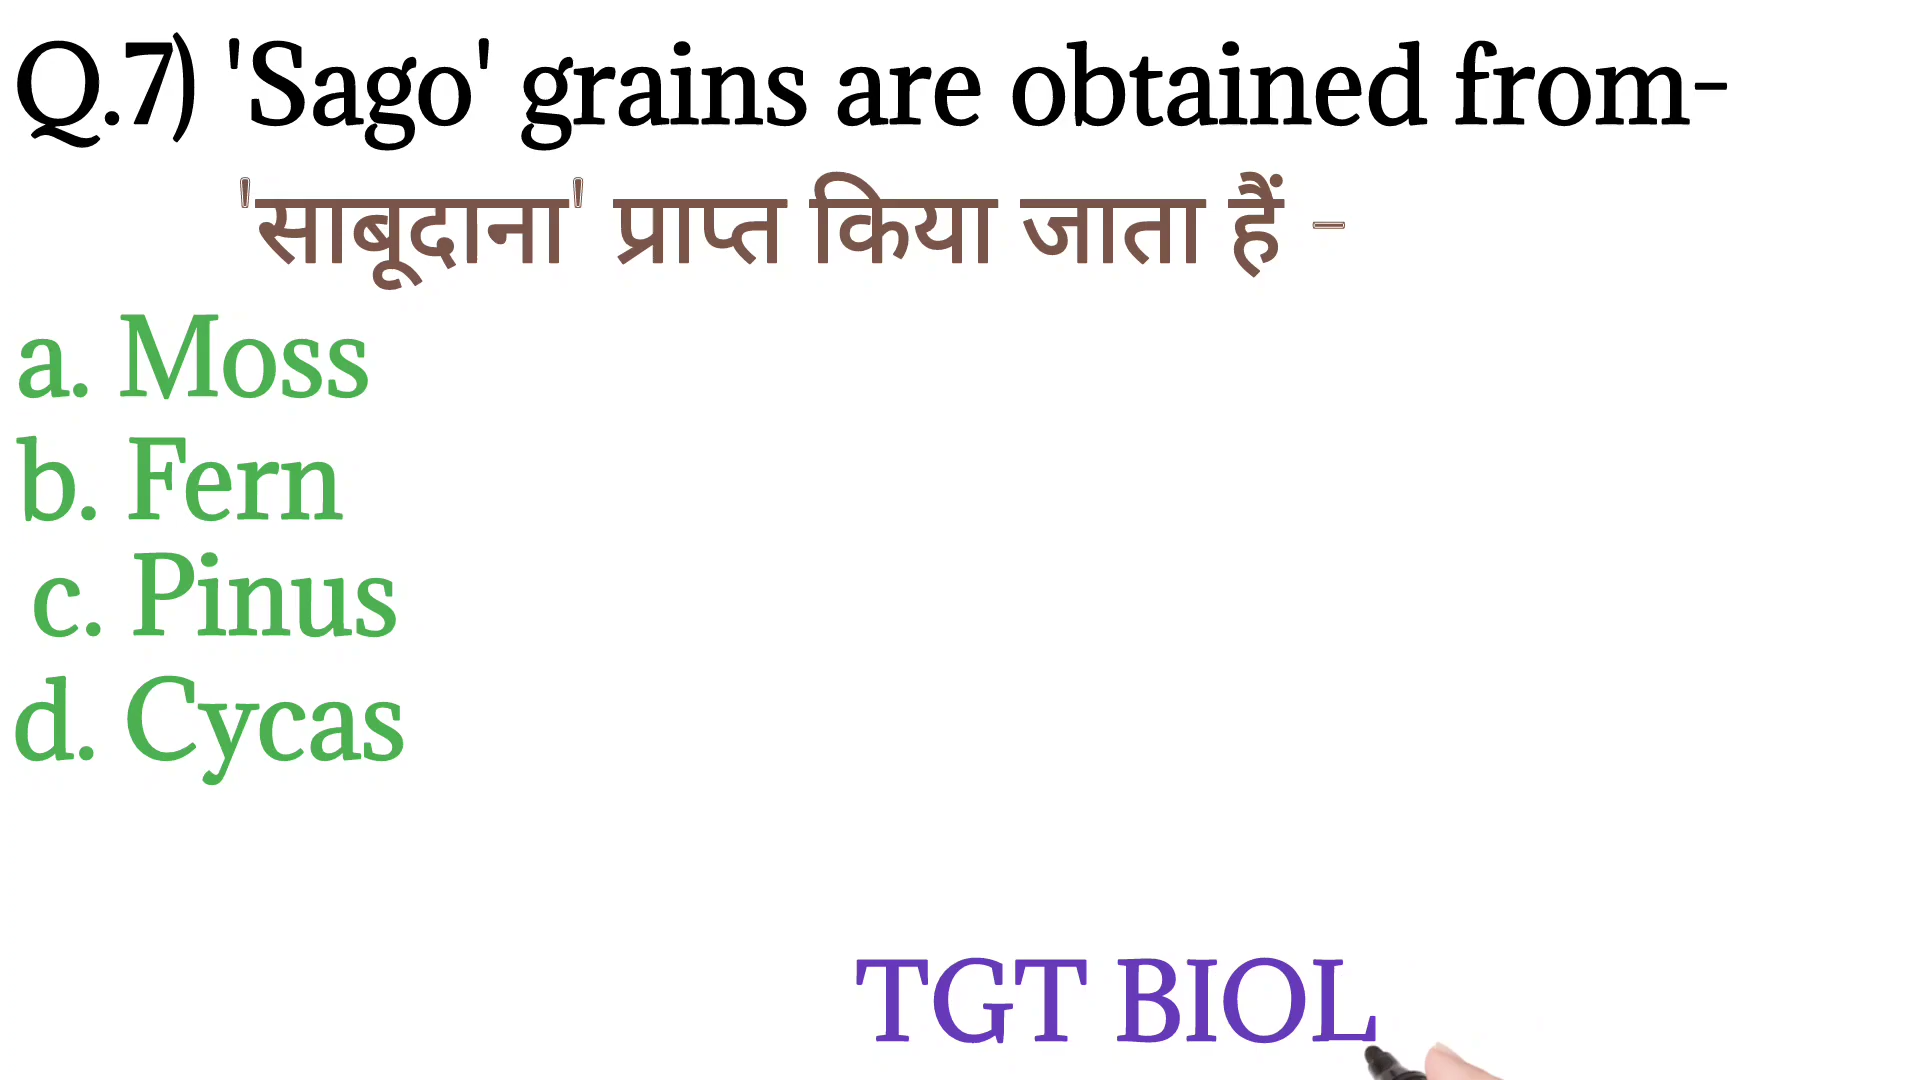 Q.7) 'Sago' grains are obtained from-
'साबूदाना' प्राप्त किया जाता हैं -
a. Moss
b. Fern
c. Pinus
d. Cycas
TGT BIOL